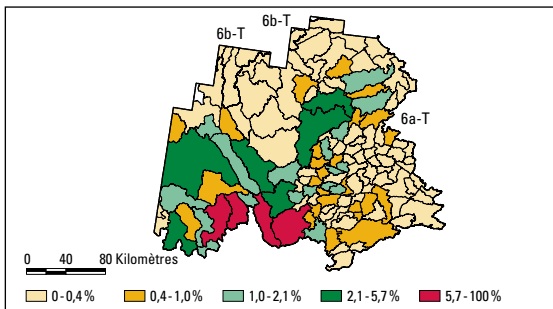 6b-T
6b-T
6a-T
0 40 80 Kilomètres
0 - 0,4 % 0,4 - 1,0 % 1,0 - 2,1 % 2,1 - 5,7 % 5,7 - 100 %